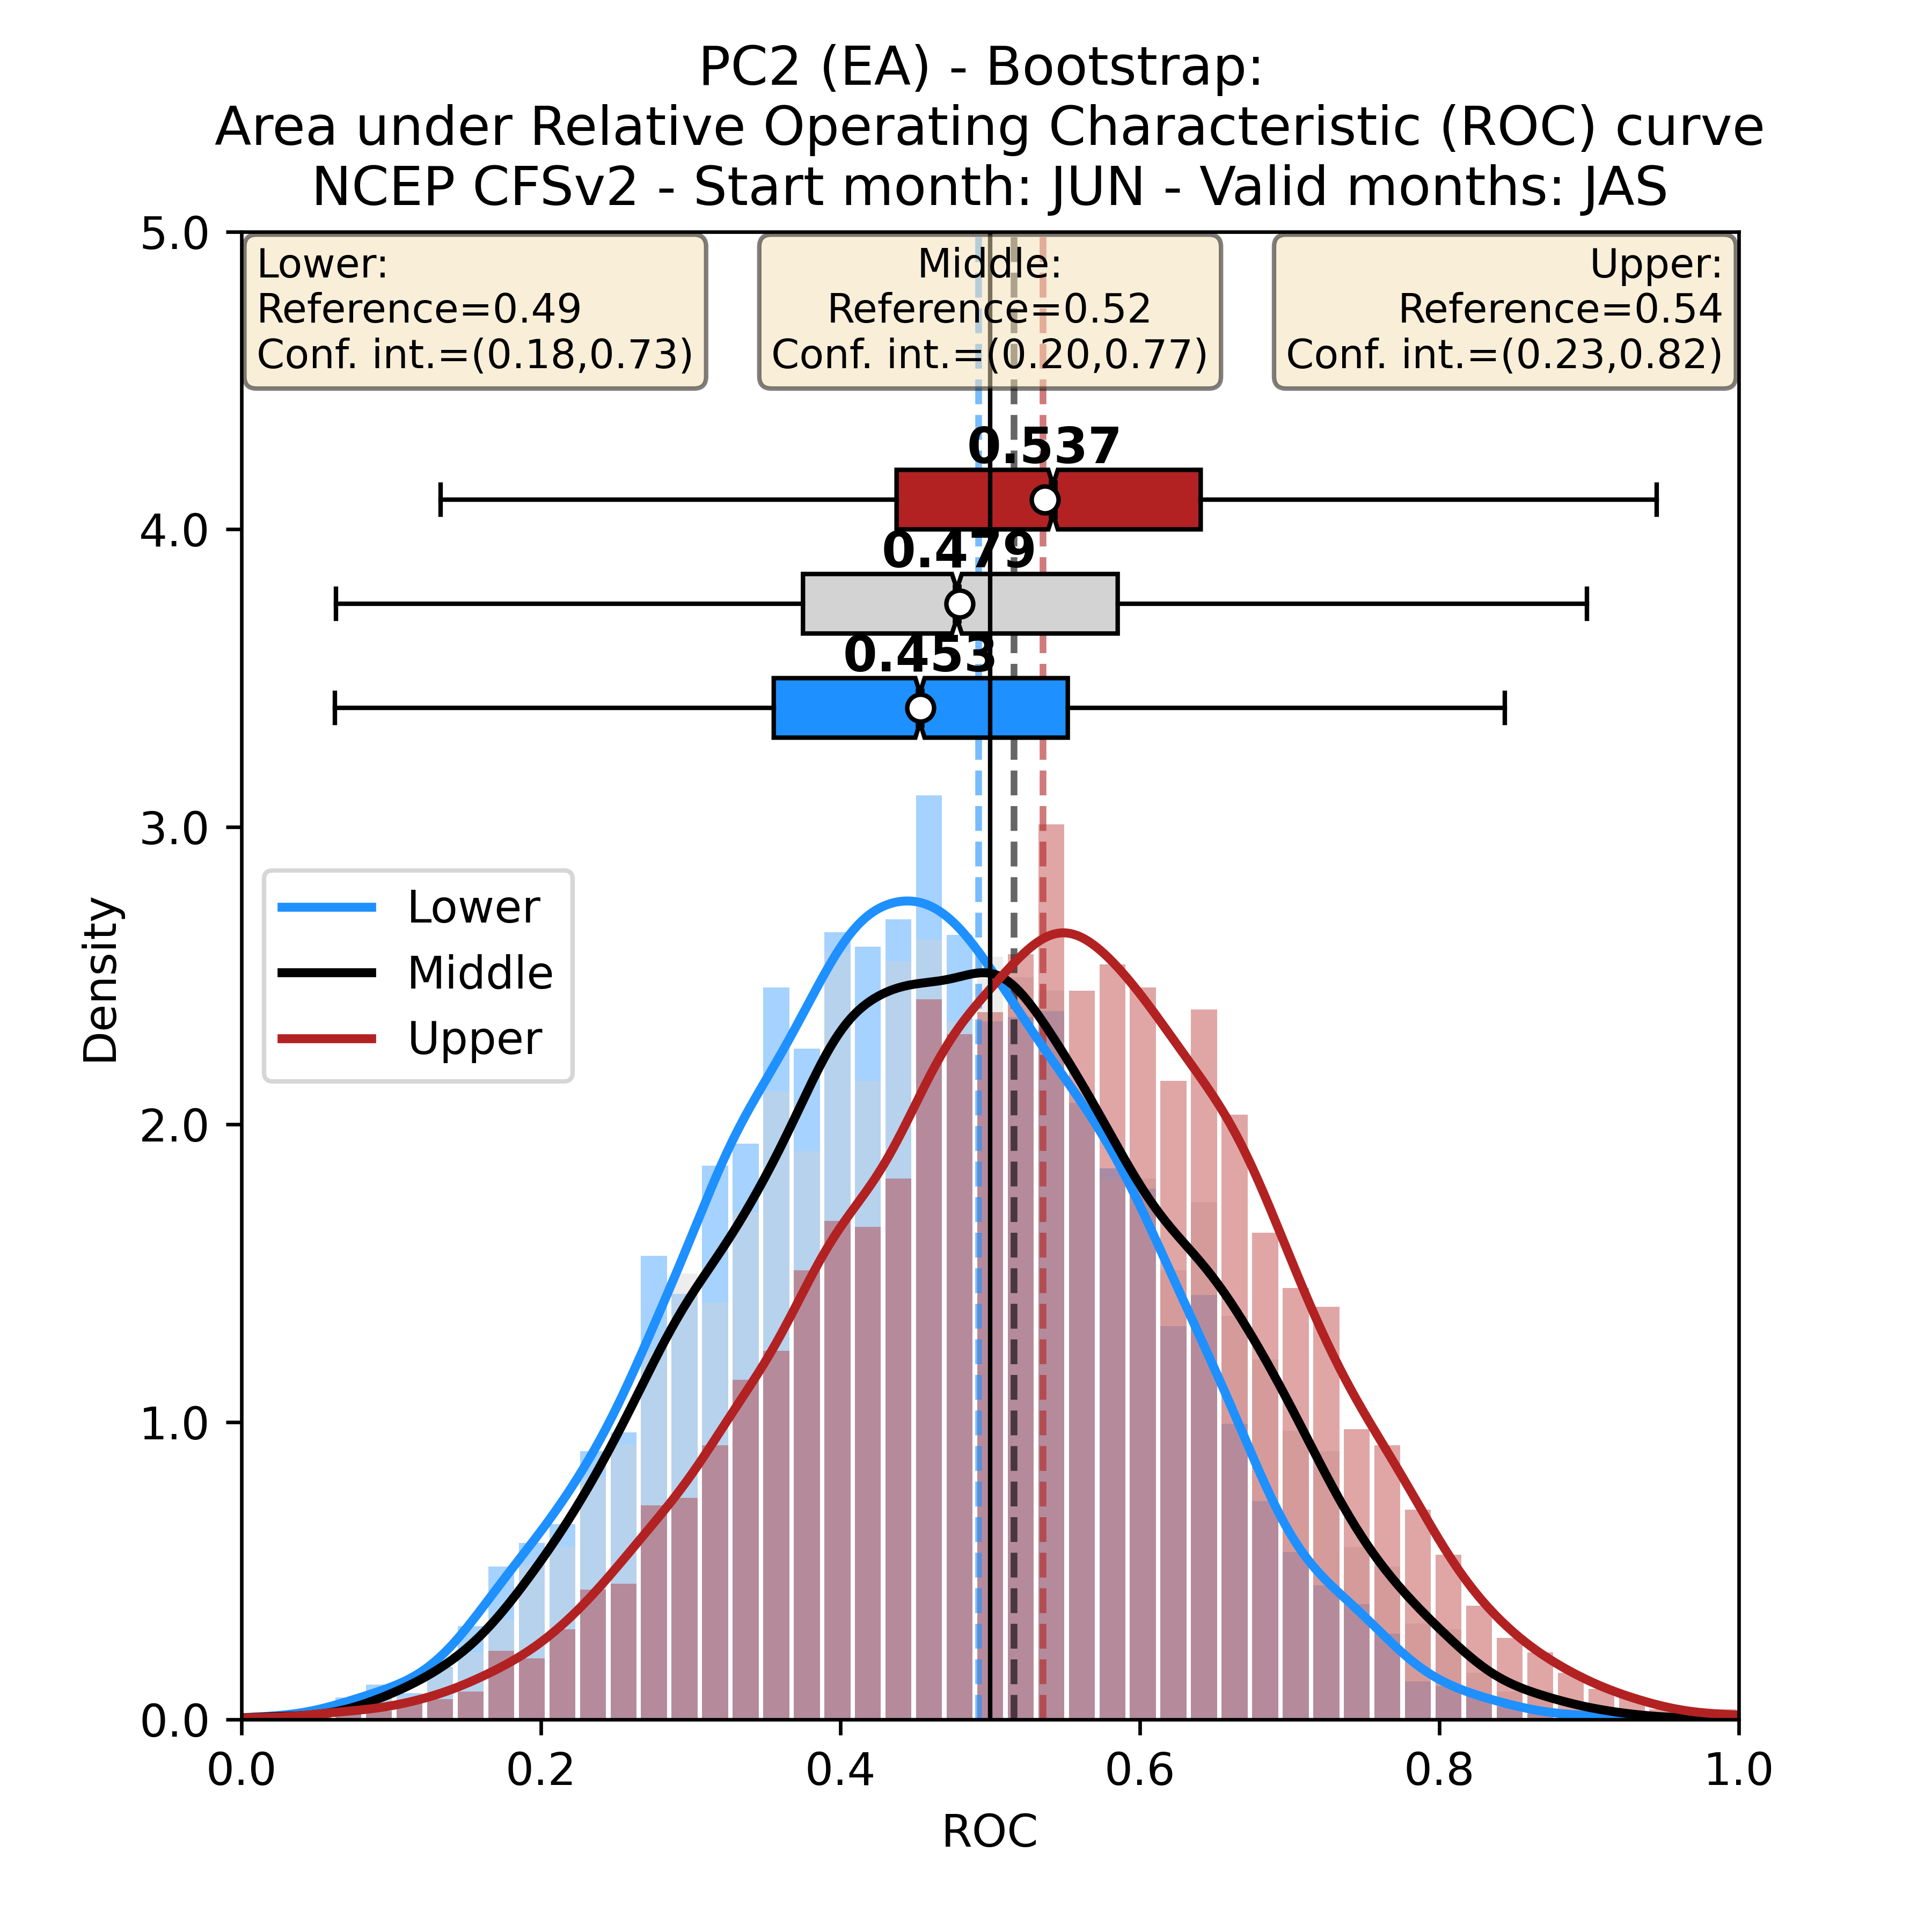 PC2 (EA) - Bootstrap:
Area under Relative Operating Characteristic (ROC) curve
NCEP CFSv2 - Start month: JUN - Valid months: JAS
Lower:
Reference=0.49
Conf. int.=(0.18,0.73)
Middle:
Reference=0.52
Conf. int.=(0.20,0.77)
Upper:
Reference=0.54
Conf. int.=(0.23,0.82)
0.537
0.479
0.453
5.0
4.0
3.0
2.0
1.0
0.0
Density
Lower
Middle
Upper
0.0 0.2 0.4 0.6 0.8 1.0
ROC